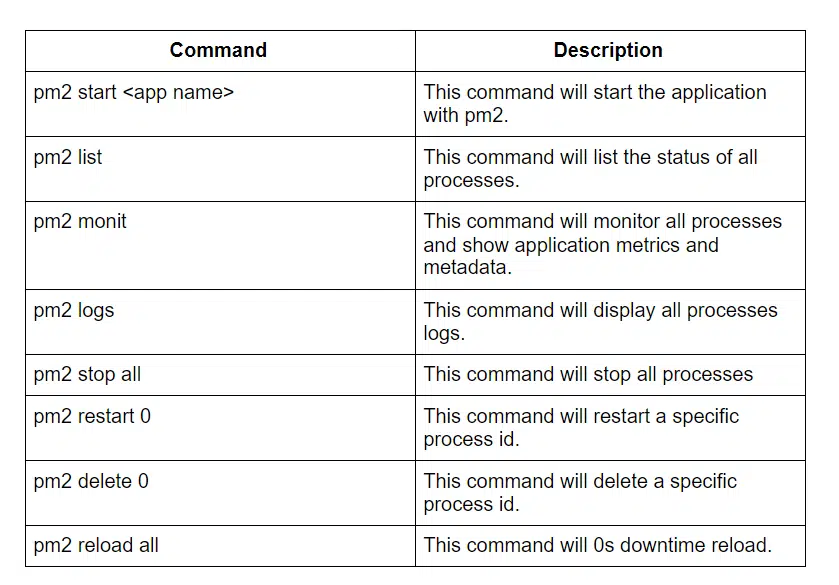 Command
Description
pm2 start <app name>
This command will start the application
with pm2.
pm2 list
This command will list the status of all
processes.
pm2 monit
This command will monitor all processes
and show application metrics and
metadata.
pm2 logs
This command will display all processes
logs.
pm2 stop all
This command will stop all processes
pm2 restart 0
This command will restart a specific
process id.
pm2 delete 0
This command will delete a specific
process id.
pm2 reload all
This command will 0s downtime reload.